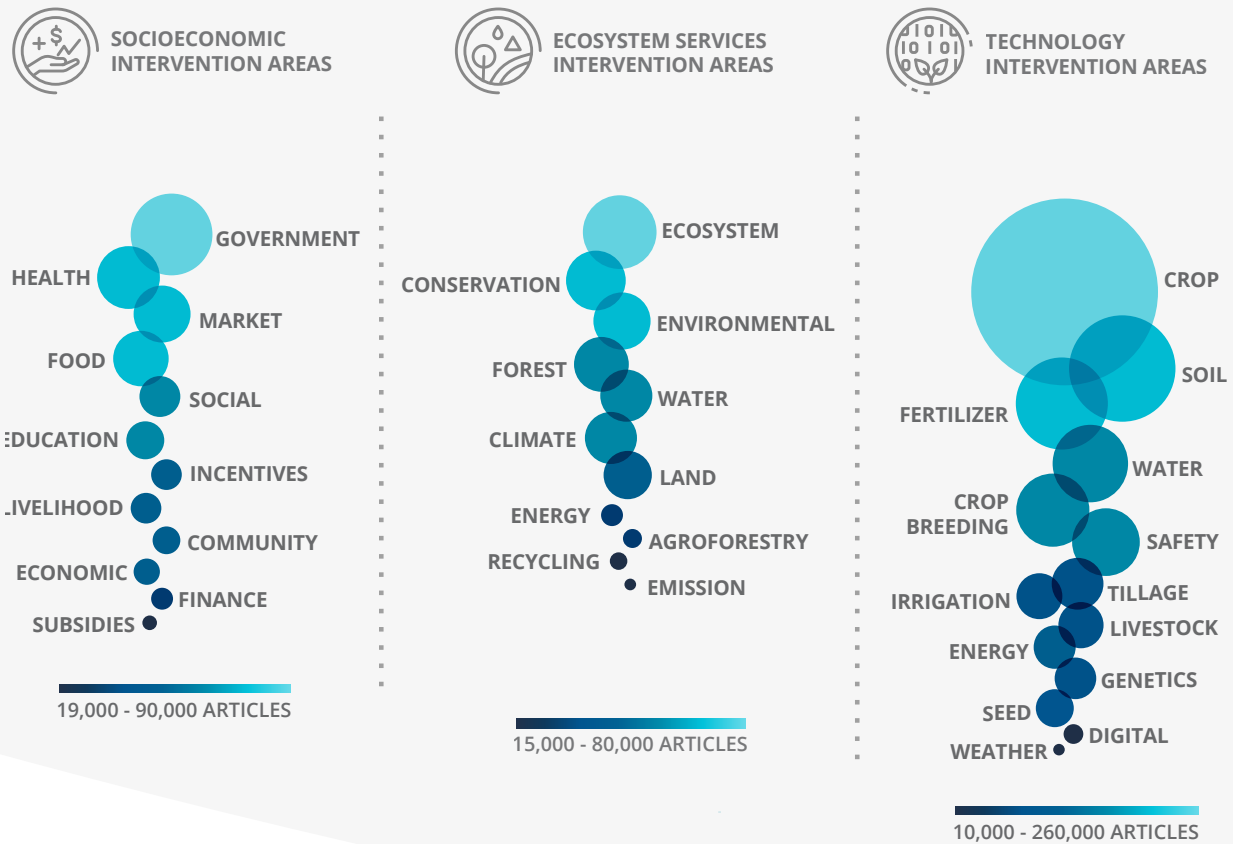 SOCIOECONOMIC
INTERVENTION AREAS
GOVERNMENT
HEALTH
MARKET
FOOD
SOCIAL
EDUCATION
INCENTIVES
LIVELIHOOD
COMMUNITY
ECONOMIC
FINANCE
SUBSIDIES
19,000 - 90,000 ARTICLES
ECOSYSTEM SERVICES
INTERVENTION AREAS
ECOSYSTEM
CONSERVATION
ENVIRONMENTAL
FOREST
WATER
CLIMATE
LAND
ENERGY
AGROFORESTRY
RECYCLING
EMISSION
15,000 - 80,000 ARTICLES
TECHNOLOGY
INTERVENTION AREAS
CROP
SOIL
FERTILIZER
WATER
CROP
BREEDING
SAFETY
TILLAGE
IRRIGATION
LIVESTOCK
ENERGY
GENETICS
SEED
DIGITAL
WEATHER
10,000 - 260,000 ARTICLES